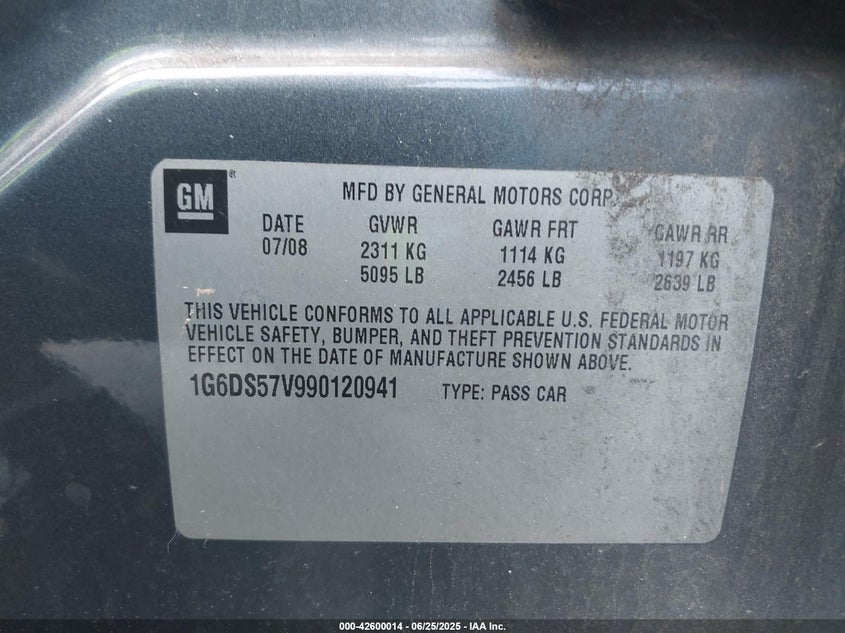 GM®
MFD BY GENERAL MOTORS CORP.
DATE GVWR GAWR FRT GAWR RR
07/08 2311 KG 1114 KG 1197 KG
5095 LB 2456 LB 2639 LB
THIS VEHICLE CONFORMS TO ALL APPLICABLE U.S. FEDERAL MOTOR
VEHICLE SAFETY, BUMPER, AND THEFT PREVENTION STANDARDS IN
EFFECT ON THE DATE OF MANUFACTURE SHOWN ABOVE.
1G6DS57V990120941 TYPE: PASS CAR
000-42600014 - 06/25/2025 - IAA Inc.